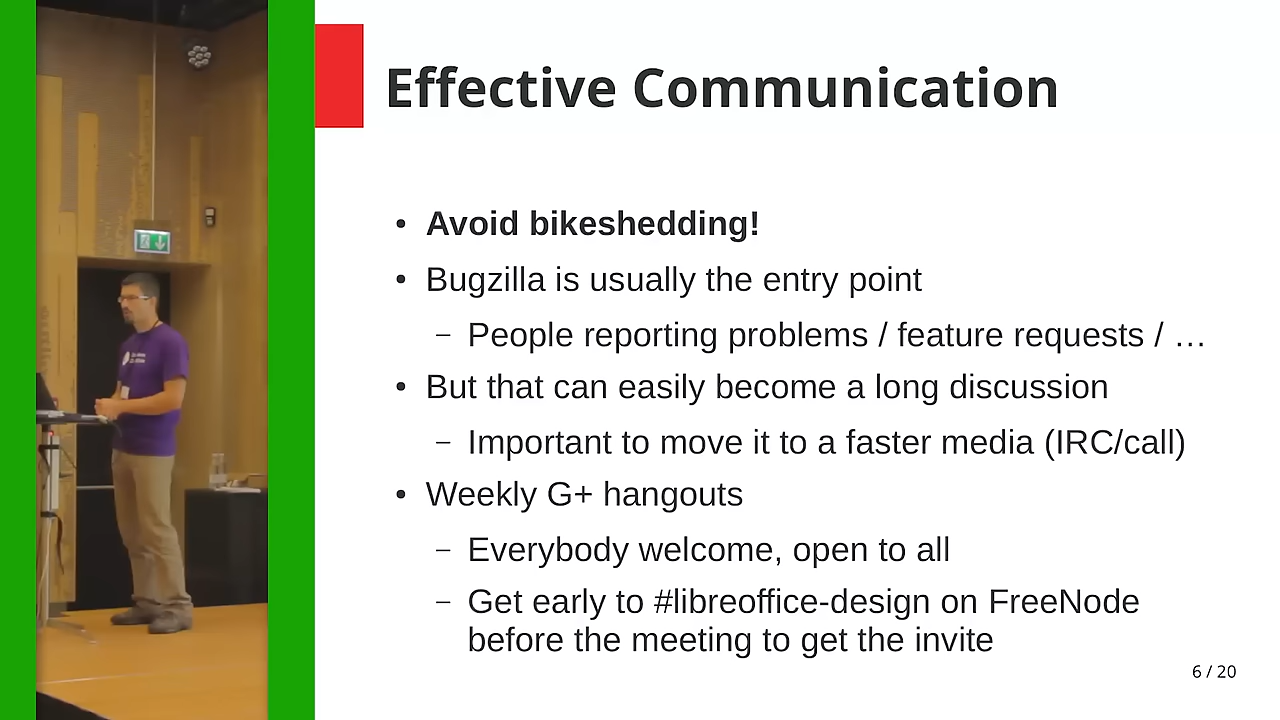 Effective Communication
• Avoid bikeshedding!
• Bugzilla is usually the entry point
– People reporting problems / feature requests / …
• But that can easily become a long discussion
– Important to move it to a faster media (IRC/call)
• Weekly G+ hangouts
– Everybody welcome, open to all
– Get early to #libreoffice-design on FreeNode
before the meeting to get the invite
6 / 20